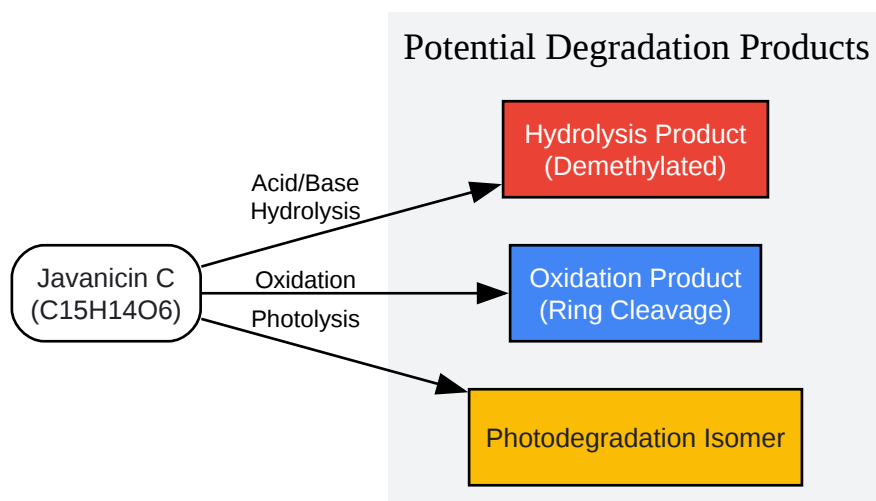 Potential Degradation Products
Hydrolysis Product
(Demethylated)
Acid/Base
Hydrolysis
Javanicin C
(C15H14O6)
Oxidation
Oxidation Product
(Ring Cleavage)
Photolysis
Photodegradation Isomer